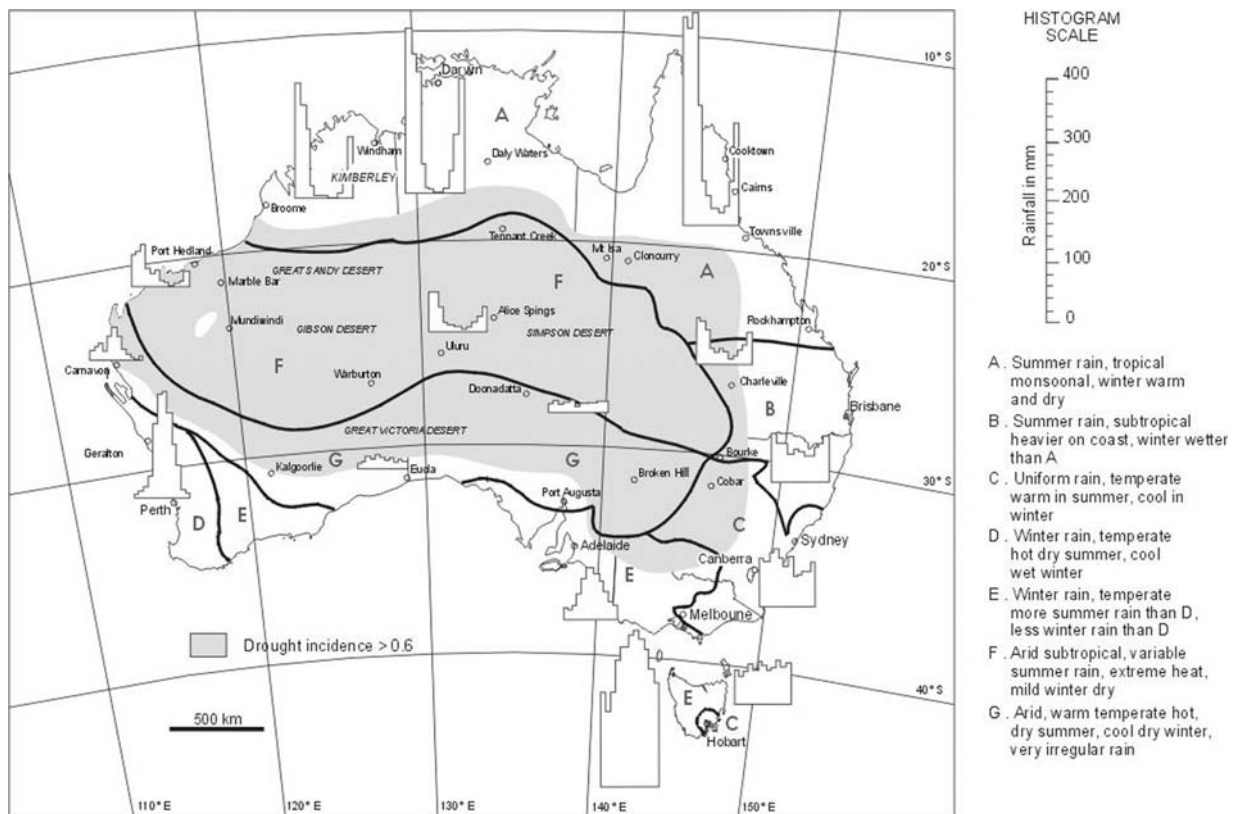 HISTOGRAM
SCALE
400
300
200
100
0
Rainfall in mm
10° S
20° S
30° S
40° S
Darwin
A
Windham
Daly Waters
KIMBERLEY
Cooktown
Cairns
Broome
Townsville
Tennant Creek
Port Hedland
Mt Isa
Cloncurry
GREAT SANDY DESERT
A
Marble Bar
F
Alice Spings
Rockhampton
Mundiwindi
GIBSON DESERT
SIMPSON DESERT
Uluru
F
Carnavon
Warburton
Doonadatta
Charleville
B
Brisbane
GREAT VICTORIA DESERT
Geralton
G
Kalgoorlie
Eucla
G
Bourke
Broken Hill
Cobar
Perth
Port Augusta
D
E
C
Sydney
Adelaide
Canberra
E
Melboune
Drought incidence > 0.6
500 km
E
C
Hobart
110° E
120° E
130° E
140° E
150° E
A . Summer rain, tropical
monsoonal, winter warm
and dry
B . Summer rain, subtropical
heavier on coast, winter wetter
than A
C . Uniform rain, temperate
warm in summer, cool in
winter
D . Winter rain, temperate
hot dry summer, cool
wet winter
E . Winter rain, temperate
more summer rain than D,
less winter rain than D
F . Arid subtropical, variable
summer rain, extreme heat,
mild winter dry
G . Arid, warm temperate hot,
dry summer, cool dry winter,
very irregular rain